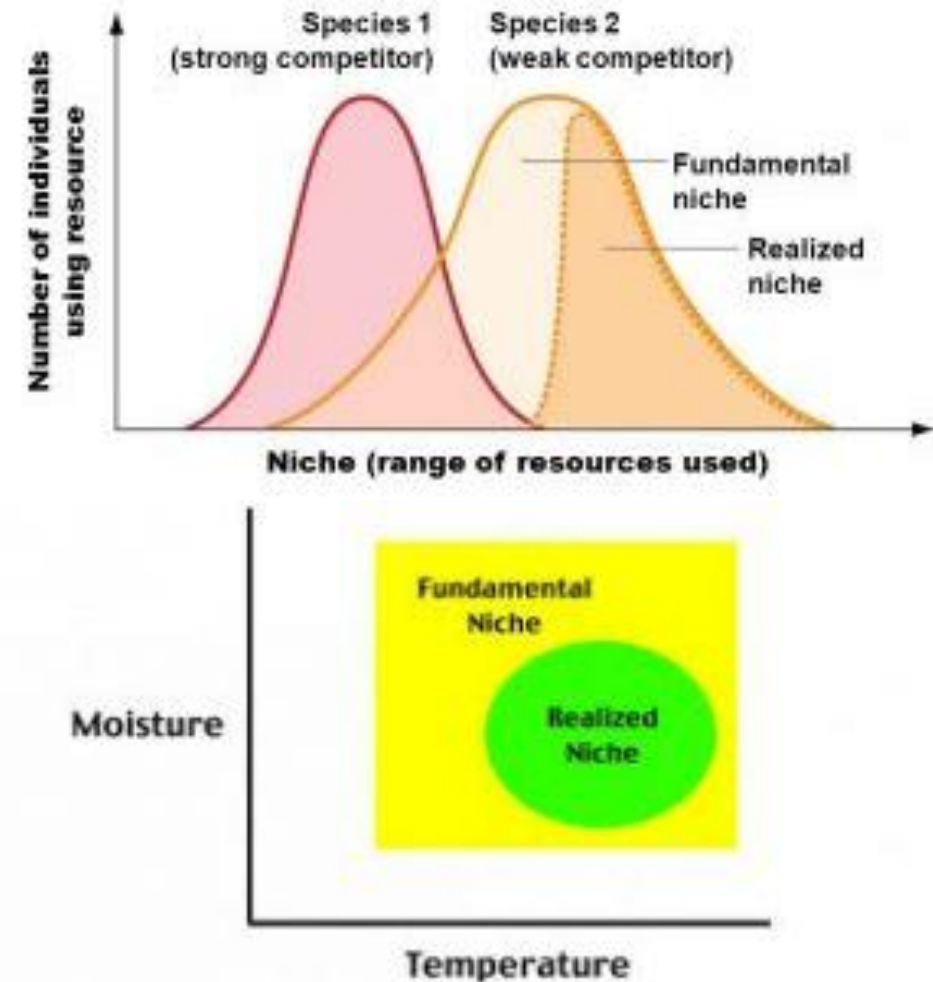 Species 1
(strong competitor)
Species 2
(weak competitor)
Number of individuals
using resource
Fundamental
niche
Realized
niche
Niche (range of resources used)
Fundamental
Niche
Realized
Niche
Moisture
Temperature